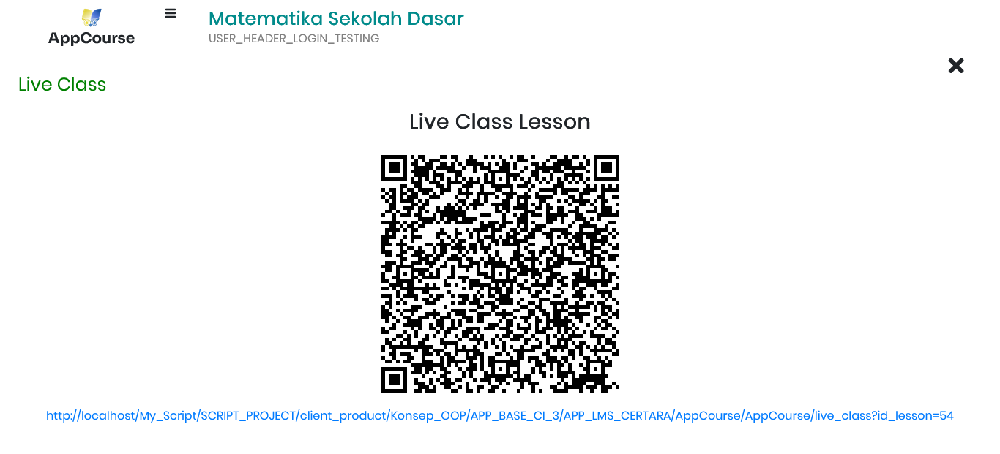 AppCourse
Matematika Sekolah Dasar
USER_HEADER_LOGIN_TESTING
Live Class
Live Class Lesson
http://localhost/My_Script/SCRIPT_PROJECT/client_product/Konsep_OOP/APP_BASE_CI_3/APP_LMS_CERTARA/AppCourse/AppCourse/live_class?id_lesson=54